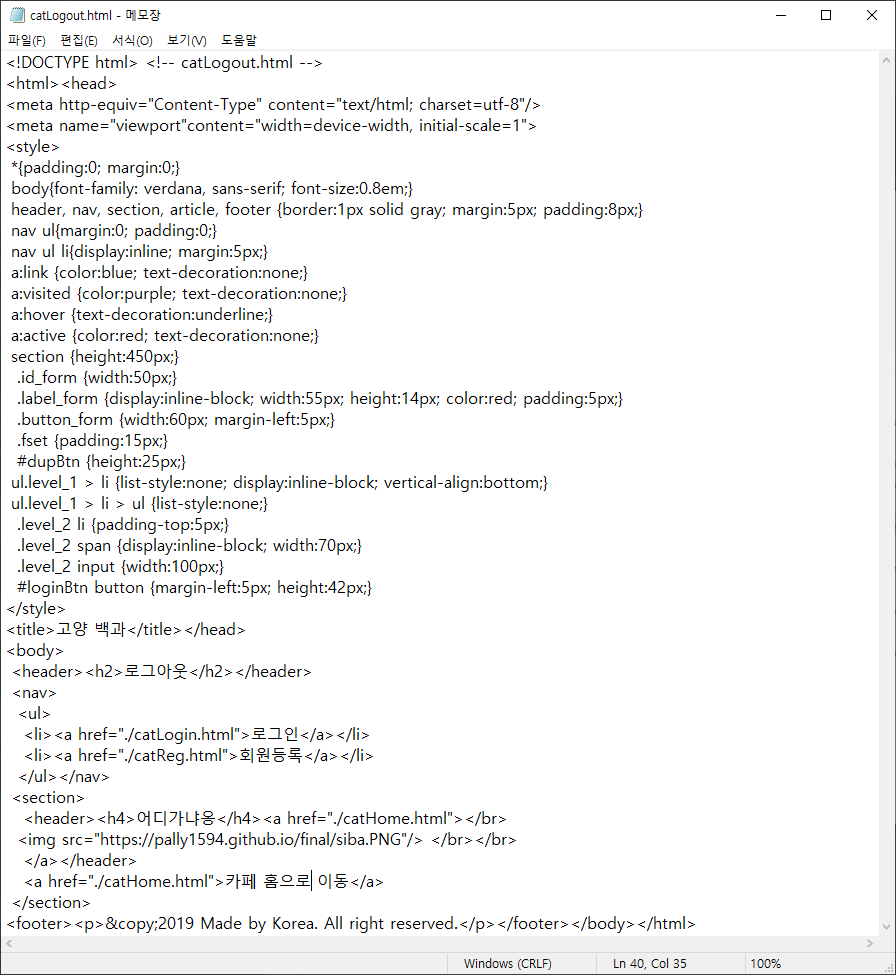 catLogout.html - 메모장
파일(F) 편집(E) 서식(O) 보기(V) 도움말
<!DOCTYPE html> <!-- catLogout.html -->
<html><head>
<meta http-equiv="Content-Type" content="text/html; charset=utf-8"/>
<meta name="viewport"content="width=device-width, initial-scale=1">
<style>
*{padding:0; margin:0;}
body{font-family: verdana, sans-serif; font-size:0.8em;}
header, nav, section, article, footer {border:1px solid gray; margin:5px; padding:8px;}
nav ul{margin:0; padding:0;}
nav ul li{display:inline; margin:5px;}
a:link {color:blue; text-decoration:none;}
a:visited {color:purple; text-decoration:none;}
a:hover {text-decoration:underline;}
a:active {color:red; text-decoration:none;}
section {height:450px;}
.id_form {width:50px;}
.label_form {display:inline-block; width:55px; height:14px; color:red; padding:5px;}
.button_form {width:60px; margin-left:5px;}
.fset {padding:15px;}
#dupBtn {height:25px;}
ul.level_1 > li {list-style:none; display:inline-block; vertical-align:bottom;}
ul.level_1 > li > ul {list-style:none;}
.level_2 li {padding-top:5px;}
.level_2 span {display:inline-block; width:70px;}
.level_2 input {width:100px;}
#loginBtn button {margin-left:5px; height:42px;}
</style>
<title>고양 백과</title></head>
<body>
<header><h2>로그아웃</h2></header>
<nav>
<ul>
<li><a href="./catLogin.html">로그인</a></li>
<li><a href="./catReg.html">회원등록</a></li>
</ul></nav>
<section>
<header><h4>어디가냐옹</h4><a href="./catHome.html"></br>
<img src="https://pally1594.github.io/final/siba.PNG"/> </br></br>
</a></header>
<a href="./catHome.html">카페 홈으로 이동</a>
</section>
<footer><p>&copy;2019 Made by Korea. All right reserved.</p></footer></body></html>
Windows (CRLF) Ln 40, Col 35 100%